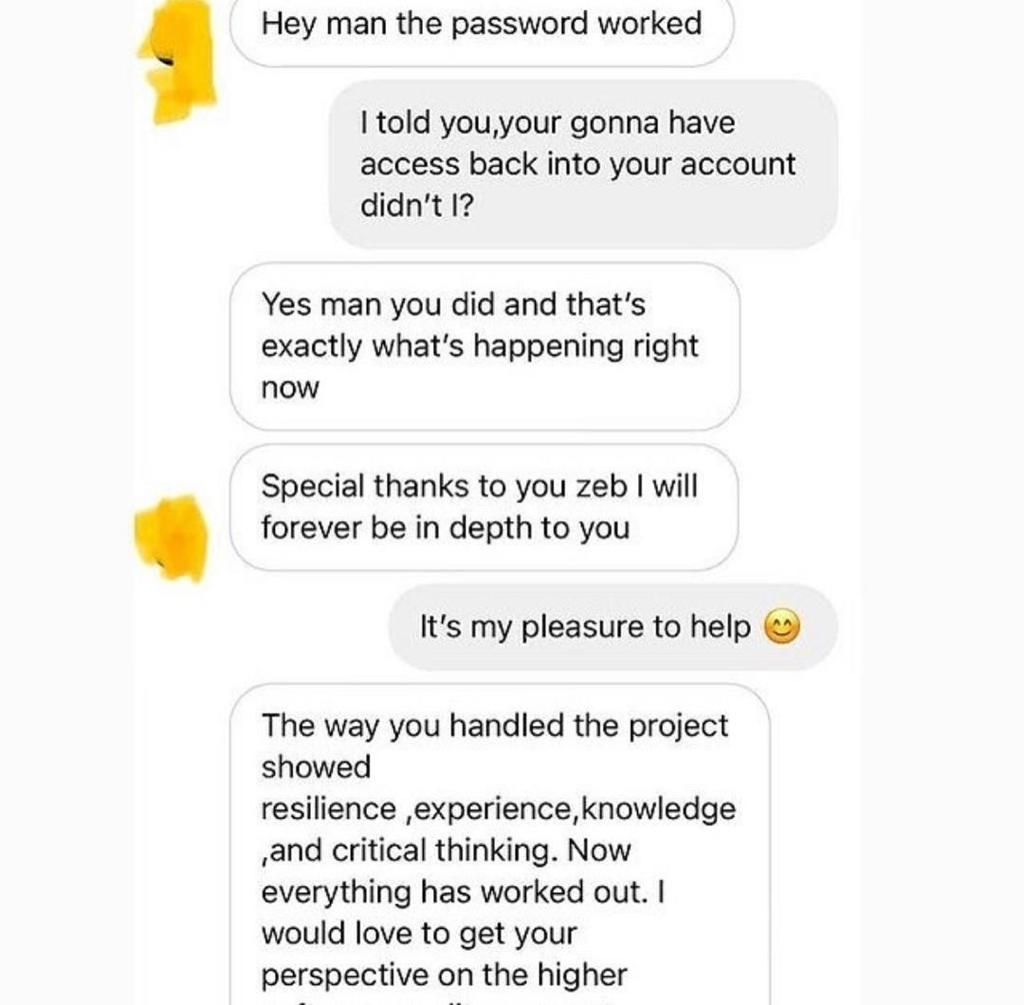 Hey man the password worked
I told you,your gonna have
access back into your account
didn't I?
Yes man you did and that's
exactly what's happening right
now
Special thanks to you zeb I will
forever be in depth to you
It's my pleasure to help 😊
The way you handled the project
showed
resilience ,experience,knowledge
,and critical thinking. Now
everything has worked out. I
would love to get your
perspective on the higher